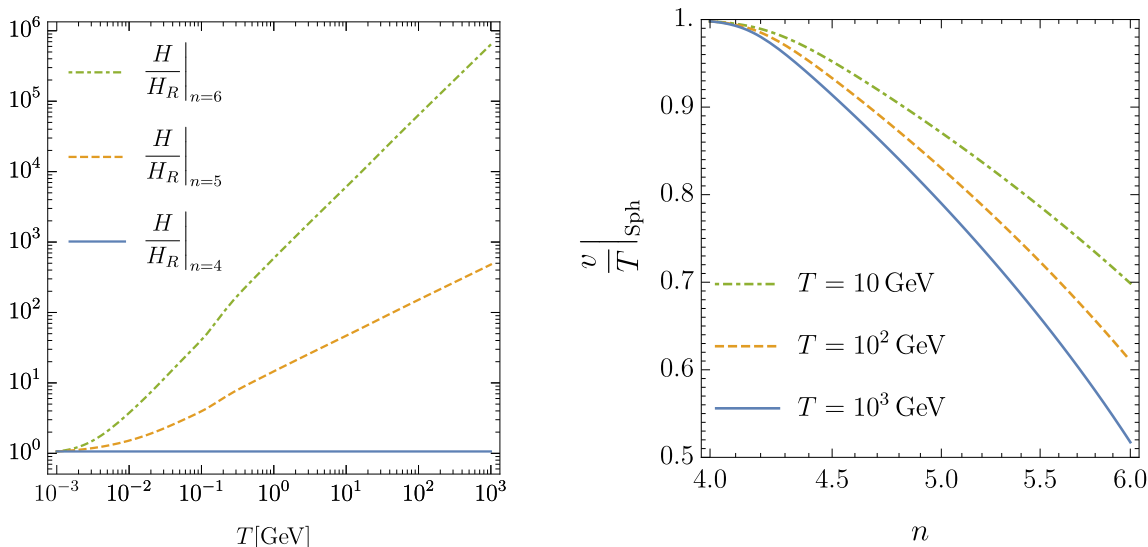 10^6
10^5
10^4
10^3
10^2
10^1
10^0
H/H_R|_{n=6}
H/H_R|_{n=5}
H/H_R|_{n=4}
10^{-3} 10^{-2} 10^{-1} 10^0 10^1 10^2 10^3
T[GeV]
1.
0.9
0.8
0.7
0.6
0.5
v/T|_{Sph}
T = 10 GeV
T = 10^2 GeV
T = 10^3 GeV
4.0 4.5 5.0 5.5 6.0
n